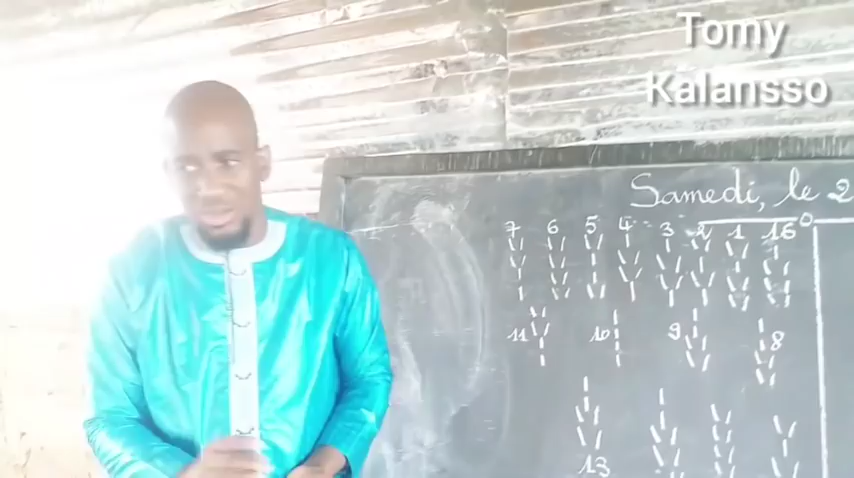 Tomy
Kalansso
Samedi, le 2
7 6 5 4 3 2 1 16
11 10 9 8
13